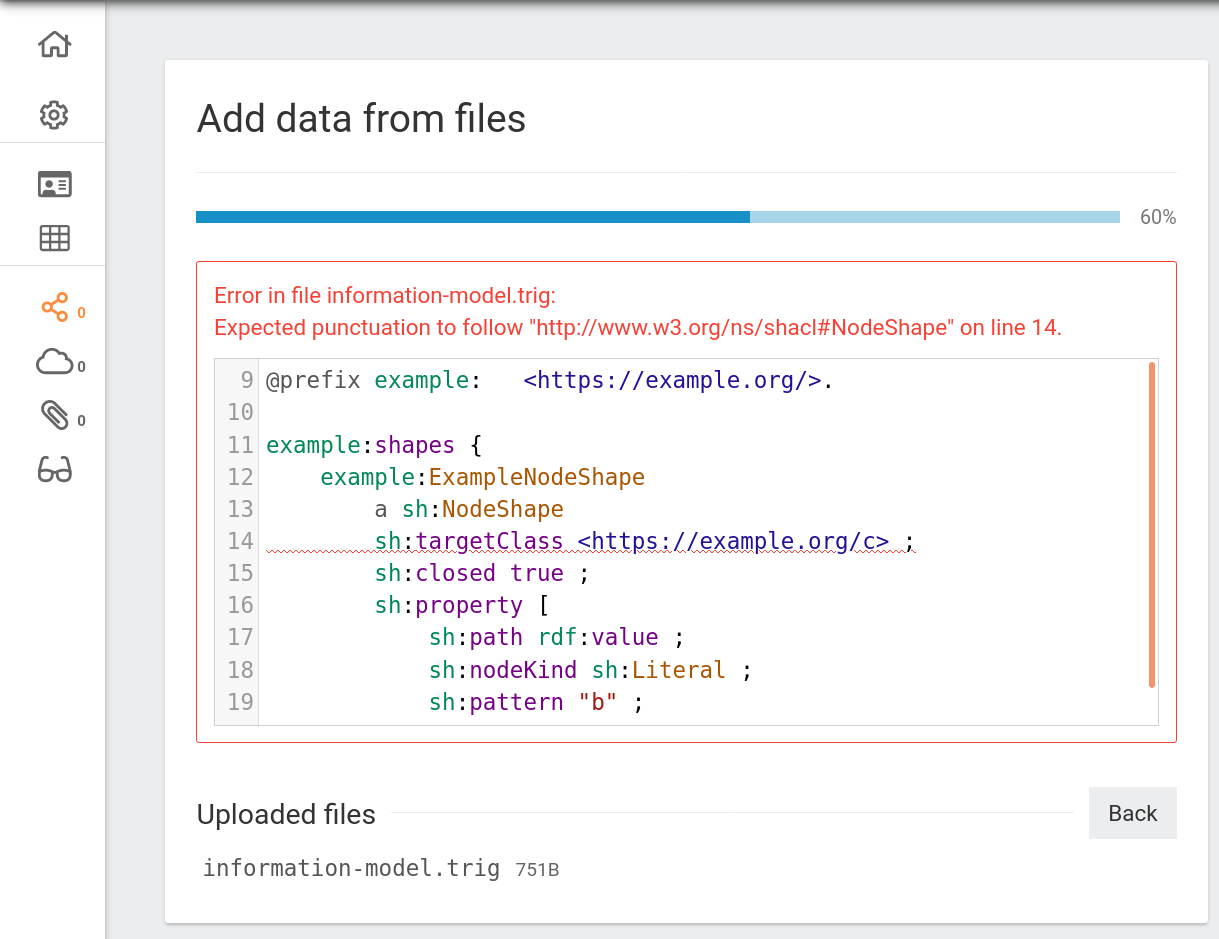 Add data from files
60%
Error in file information-model.trig:
Expected punctuation to follow "http://www.w3.org/ns/shacl#NodeShape" on line 14.
9 @prefix example:   <https://example.org/>.
10
11 example:shapes {
12     example:ExampleNodeShape
13         a sh:NodeShape
14         sh:targetClass <https://example.org/c> ;
15         sh:closed true ;
16         sh:property [
17             sh:path rdf:value ;
18             sh:nodeKind sh:Literal ;
19             sh:pattern "b" ;
0
0
0
Uploaded files
Back
information-model.trig 751B